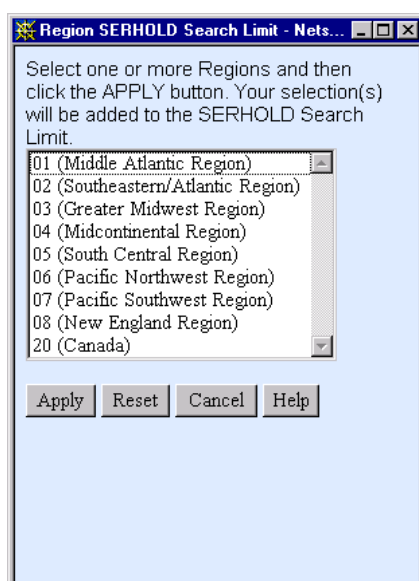 Region SERHOLD Search Limit - Nets...
Select one or more Regions and then
click the APPLY button. Your selection(s)
will be added to the SERHOLD Search
Limit.
01 (Middle Atlantic Region)
02 (Southeastern/Atlantic Region)
03 (Greater Midwest Region)
04 (Midcontinental Region)
05 (South Central Region)
06 (Pacific Northwest Region)
07 (Pacific Southwest Region)
08 (New England Region)
20 (Canada)
Apply Reset Cancel Help